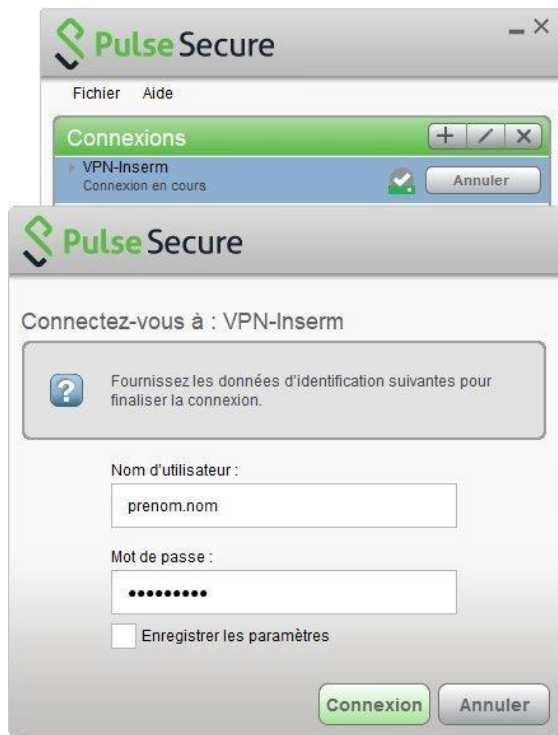 Pulse Secure
Fichier Aide
Connexions
VPN-Inserm
Connexion en cours
Annuler
Pulse Secure
Connectez-vous à : VPN-Inserm
Fournissez les données d'identification suivantes pour
finaliser la connexion.
Nom d'utilisateur :
prenom.nom
Mot de passe :
•••••••••
Enregistrer les paramètres
Connexion
Annuler